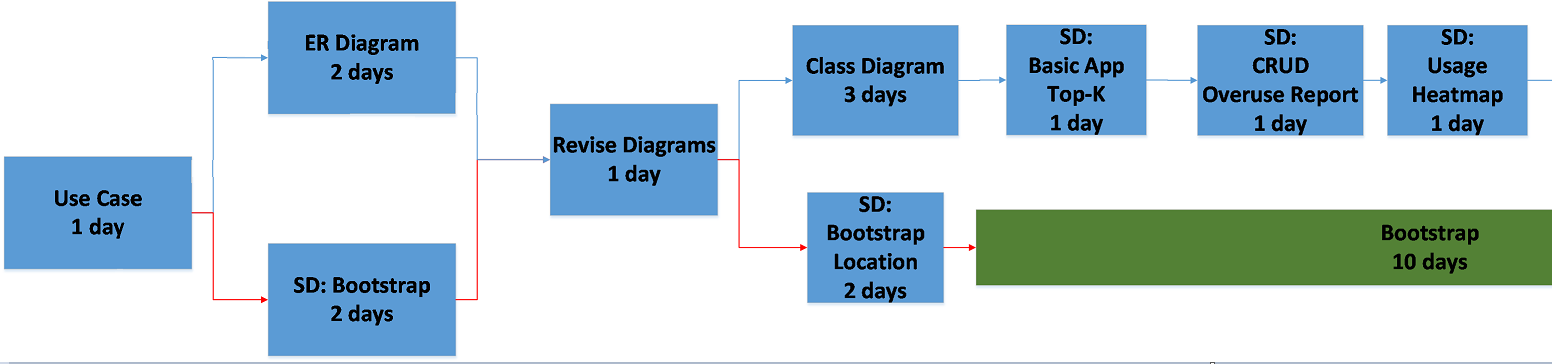 ER Diagram
2 days
Use Case
1 day
SD: Bootstrap
2 days
Revise Diagrams
1 day
Class Diagram
3 days
SD:
Basic App
Top-K
1 day
SD:
CRUD
Overuse Report
1 day
SD:
Usage
Heatmap
1 day
SD:
Bootstrap
Location
2 days
Bootstrap
10 days